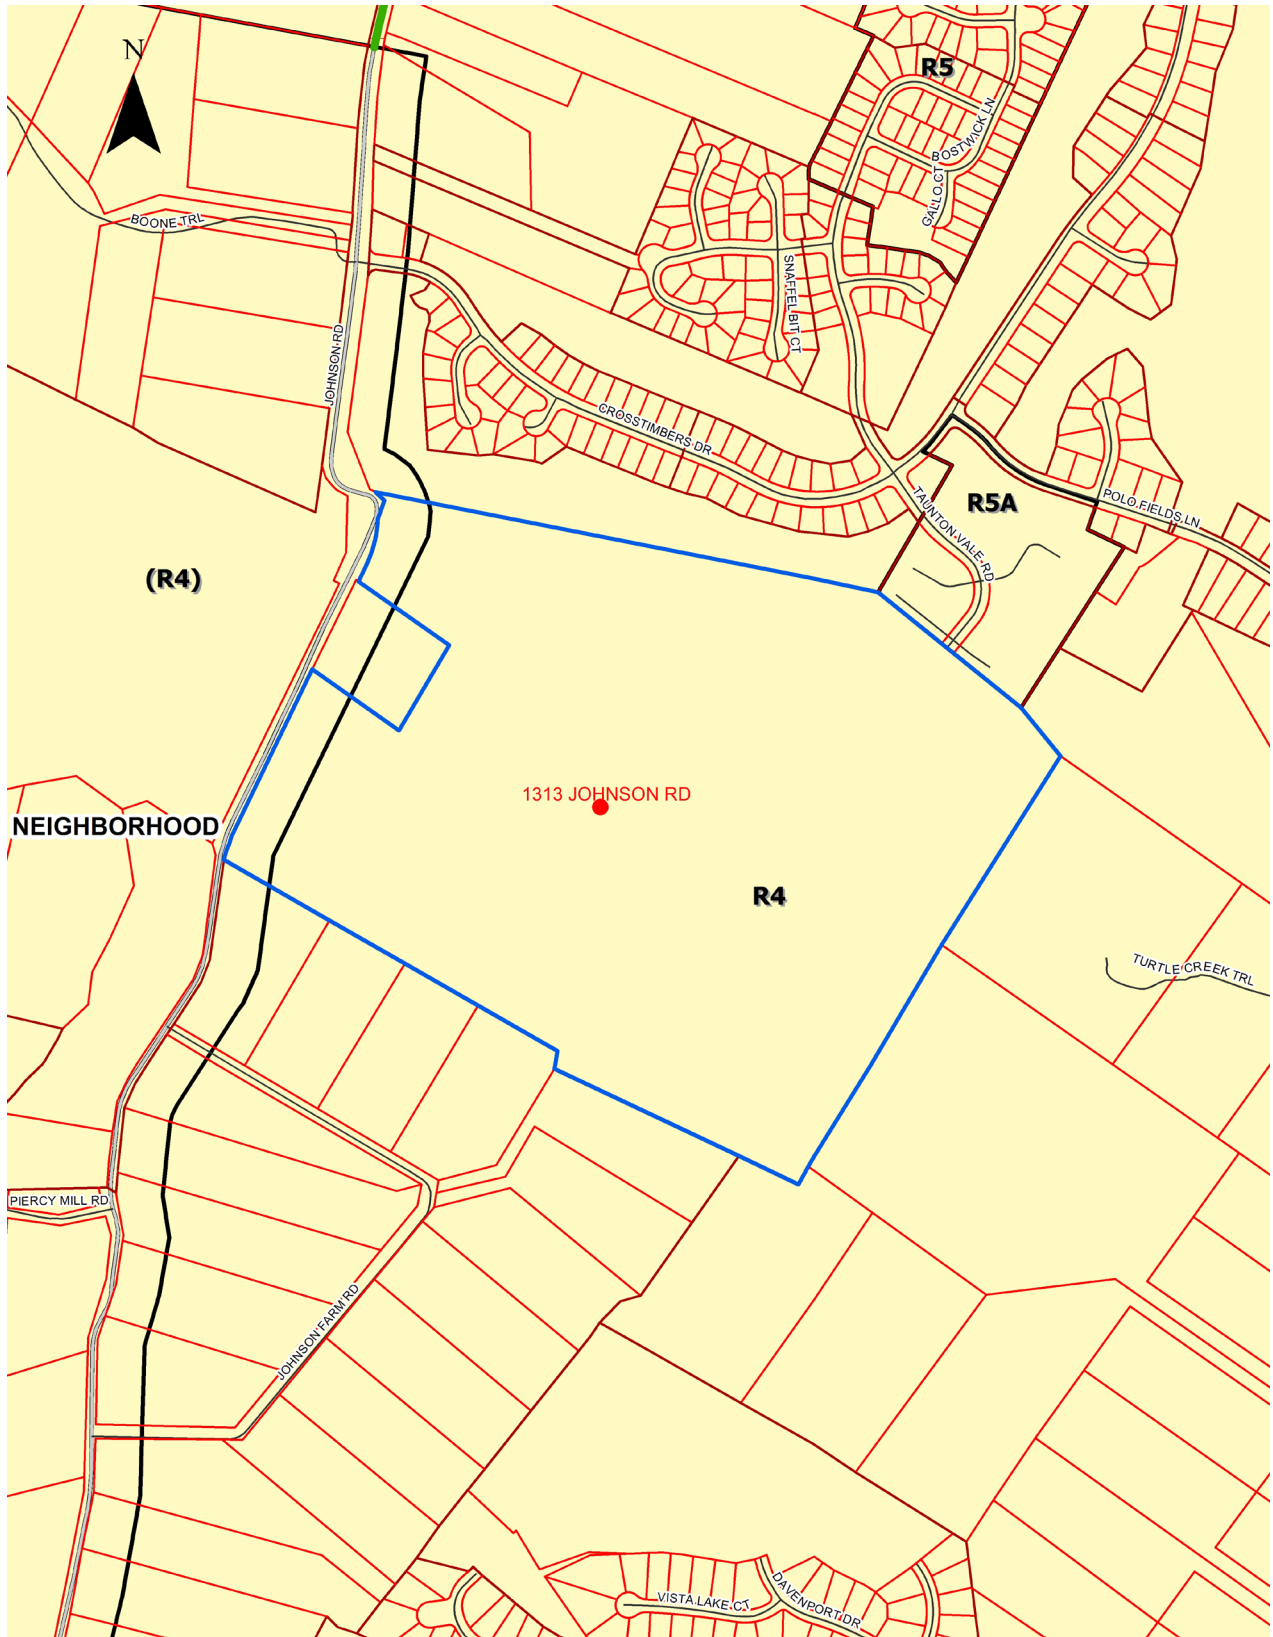 N
R5
BOSTWICK LN
GALLO CT
BOONE TRL
SNAFFEL BIT CT
JOHNSON RD
CROSSTIMBERS DR
TAUNTON VALE RD
R5A
POLO FIELDS LN
(R4)
1313 JOHNSON RD
NEIGHBORHOOD
R4
TURTLE CREEK TRL
PIERCY MILL RD
JOHNSON FARM RD
VISTA LAKE CT
DAVENPORT DR